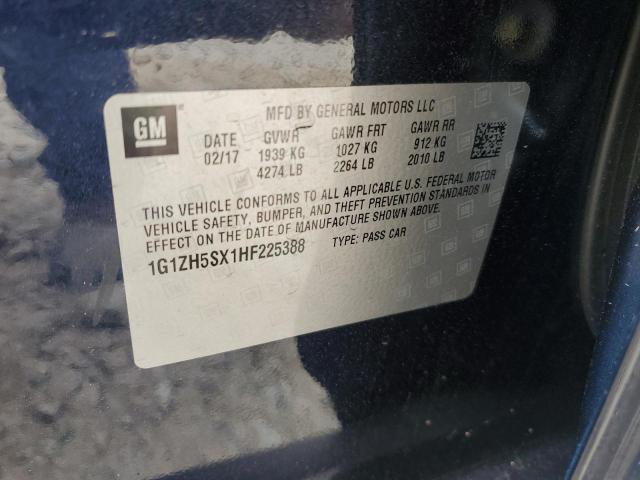 GM
MFD BY GENERAL MOTORS LLC
DATE GVWR GAWR FRT GAWR RR
02/17 1939 KG 1027 KG 912 KG
4274 LB 2264 LB 2010 LB
THIS VEHICLE CONFORMS TO ALL APPLICABLE U.S. FEDERAL MOTOR
VEHICLE SAFETY, BUMPER, AND THEFT PREVENTION STANDARDS IN
EFFECT ON THE DATE OF MANUFACTURE SHOWN ABOVE.
1G1ZH5SX1HF225388 TYPE: PASS CAR